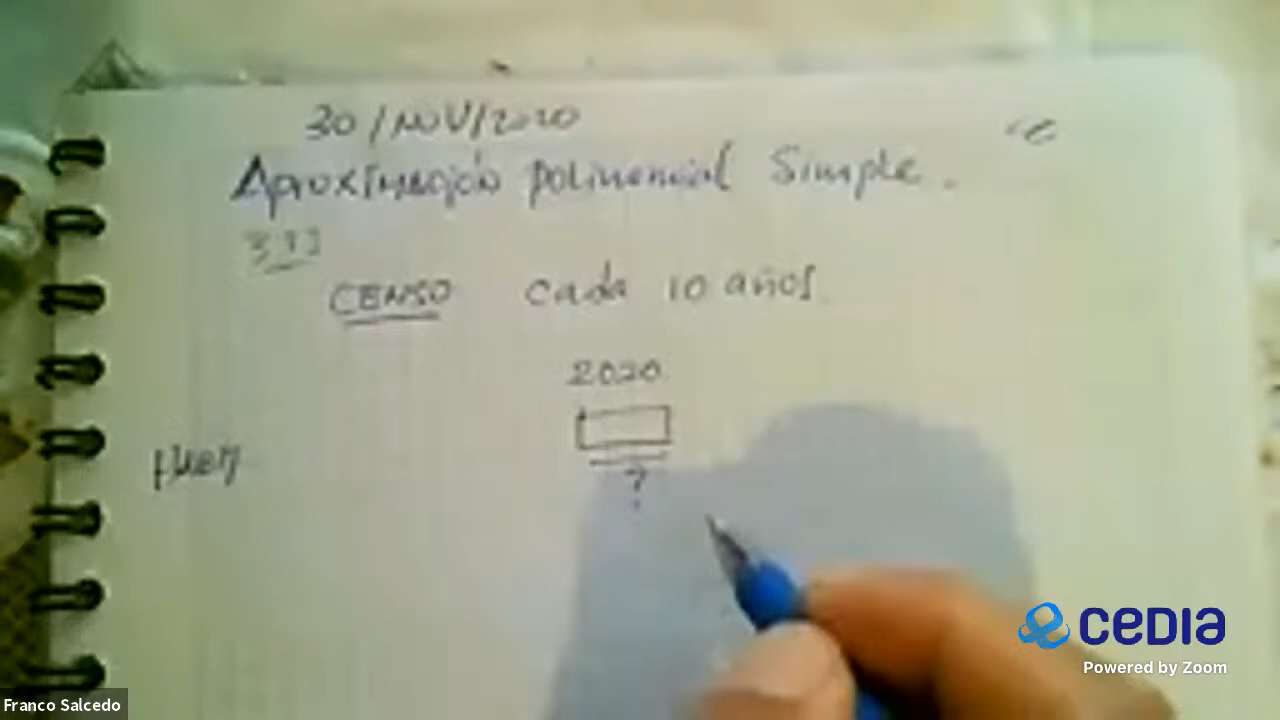 30/NOV/2020
Aproximación polinomial Simple.
CENSO cada 10 años.
2020
?
CEDIA
Powered by Zoom
Franco Salcedo